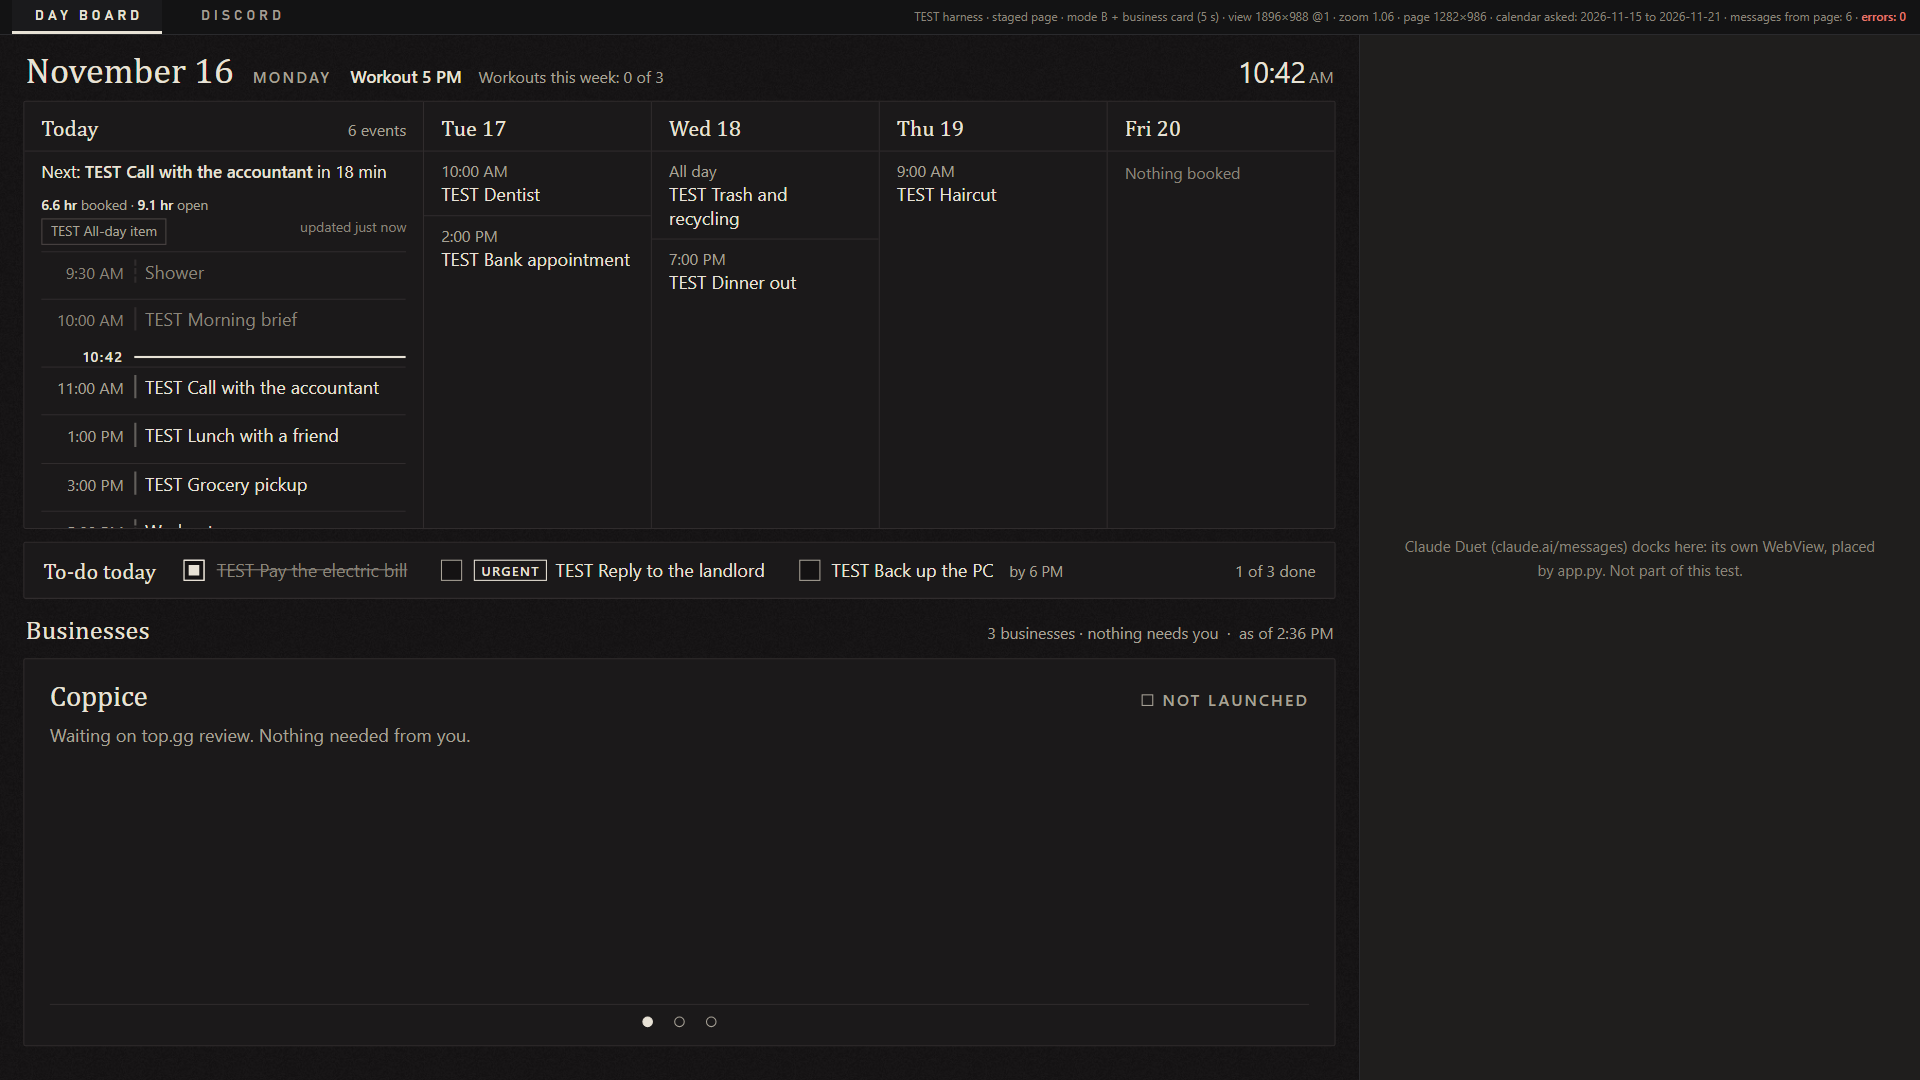 DAY BOARD
DISCORD
TEST harness · staged page · mode B + business card (5 s) · view 1896×988 @1 · zoom 1.06 · page 1282×986 · calendar asked: 2026-11-15 to 2026-11-21 · messages from page: 6 · errors: 0
November 16 MONDAY Workout 5 PM Workouts this week: 0 of 3
10:42 AM
Today
6 events
Next: TEST Call with the accountant in 18 min
6.6 hr booked · 9.1 hr open
TEST All-day item
updated just now
9:30 AM Shower
10:00 AM TEST Morning brief
10:42
11:00 AM TEST Call with the accountant
1:00 PM TEST Lunch with a friend
3:00 PM TEST Grocery pickup
Tue 17
10:00 AM
TEST Dentist
2:00 PM
TEST Bank appointment
Wed 18
All day
TEST Trash and
recycling
7:00 PM
TEST Dinner out
Thu 19
9:00 AM
TEST Haircut
Fri 20
Nothing booked
To-do today
TEST Pay the electric bill
URGENT TEST Reply to the landlord
TEST Back up the PC by 6 PM
1 of 3 done
Businesses
3 businesses · nothing needs you · as of 2:36 PM
Coppice
NOT LAUNCHED
Waiting on top.gg review. Nothing needed from you.
Claude Duet (claude.ai/messages) docks here: its own WebView, placed
by app.py. Not part of this test.